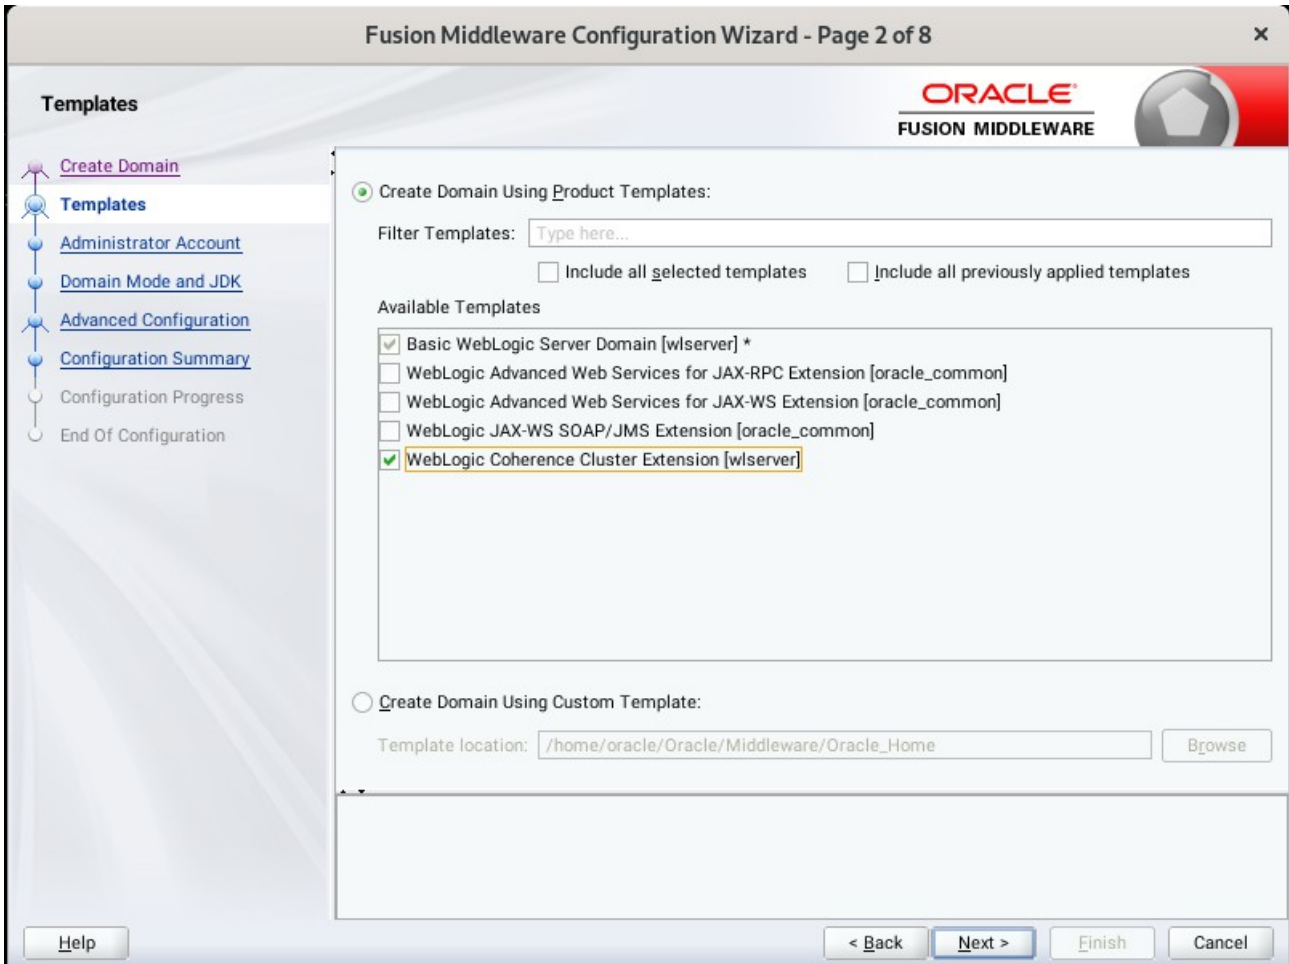 Fusion Middleware Configuration Wizard - Page 2 of 8
×
Templates
ORACLE
FUSION MIDDLEWARE
Create Domain
Templates
Administrator Account
Domain Mode and JDK
Advanced Configuration
Configuration Summary
Configuration Progress
End Of Configuration
Create Domain Using Product Templates:
Filter Templates: Type here...
Include all selected templates Include all previously applied templates
Available Templates
Basic WebLogic Server Domain [wlserver] *
WebLogic Advanced Web Services for JAX-RPC Extension [oracle_common]
WebLogic Advanced Web Services for JAX-WS Extension [oracle_common]
WebLogic JAX-WS SOAP/JMS Extension [oracle_common]
WebLogic Coherence Cluster Extension [wlserver]
Create Domain Using Custom Template:
Template location: /home/oracle/Oracle/Middleware/Oracle_Home Browse
Help < Back Next > Finish Cancel